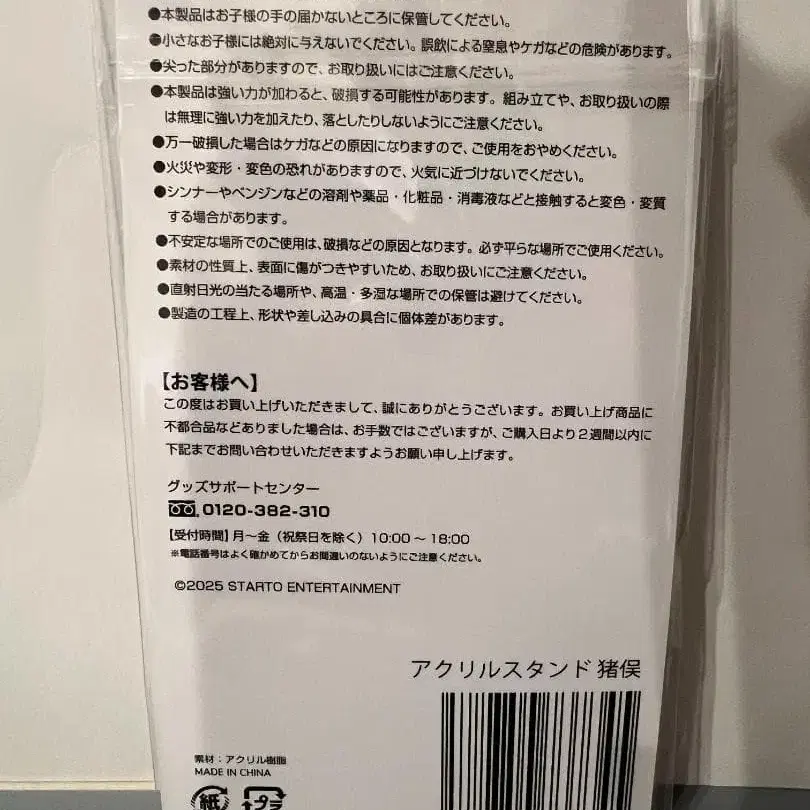 ●本製品はお子様の手の届かないところに保管してください。
●小さなお子様には絶対に与えないでください。誤飲による窒息やケガなどの危険があります。
●尖った部分がありますので、お取り扱いにはご注意ください。
●本製品は強い力が加わると、破損する可能性があります。組み立てや、お取り扱いの際
は無理に強い力を加えたり、落としたりしないようにご注意ください。
●万一破損した場合はケガなどの原因になりますので、ご使用をおやめください。
●火災や変形・変色の恐れがありますので、火気に近づけないでください。
●シンナーやベンジンなどの溶剤や薬品・化粧品・消毒液などと接触すると変色・変質
する場合があります。
●不安定な場所でのご使用は、破損などの原因となります。必ず平らな場所でご使用ください。
●素材の性質上、表面に傷がつきやすいため、お取り扱いにご注意ください。
●直射日光の当たる場所や、高温・多湿な場所での保管は避けてください。
●製造の工程上、形状や差し込みの具合に個体差があります。
【お客様へ】
この度はお買い上げいただきまして、誠にありがとうございます。お買い上げ商品に
不都合品などありました場合は、お手数ではございますが、ご購入日より2週間以内に
下記までお問い合わせいただきますようお願い申し上げます。
グッズサポートセンター
0120-382-310
【受付時間】月〜金（祝祭日を除く）10:00〜18:00
※電話番号はよく確かめてからお間違いのないようにご注意ください。
©2025 STARTO ENTERTAINMENT
アクリルスタンド 猪俣
素材：アクリル樹脂
MADE IN CHINA
紙 プラ